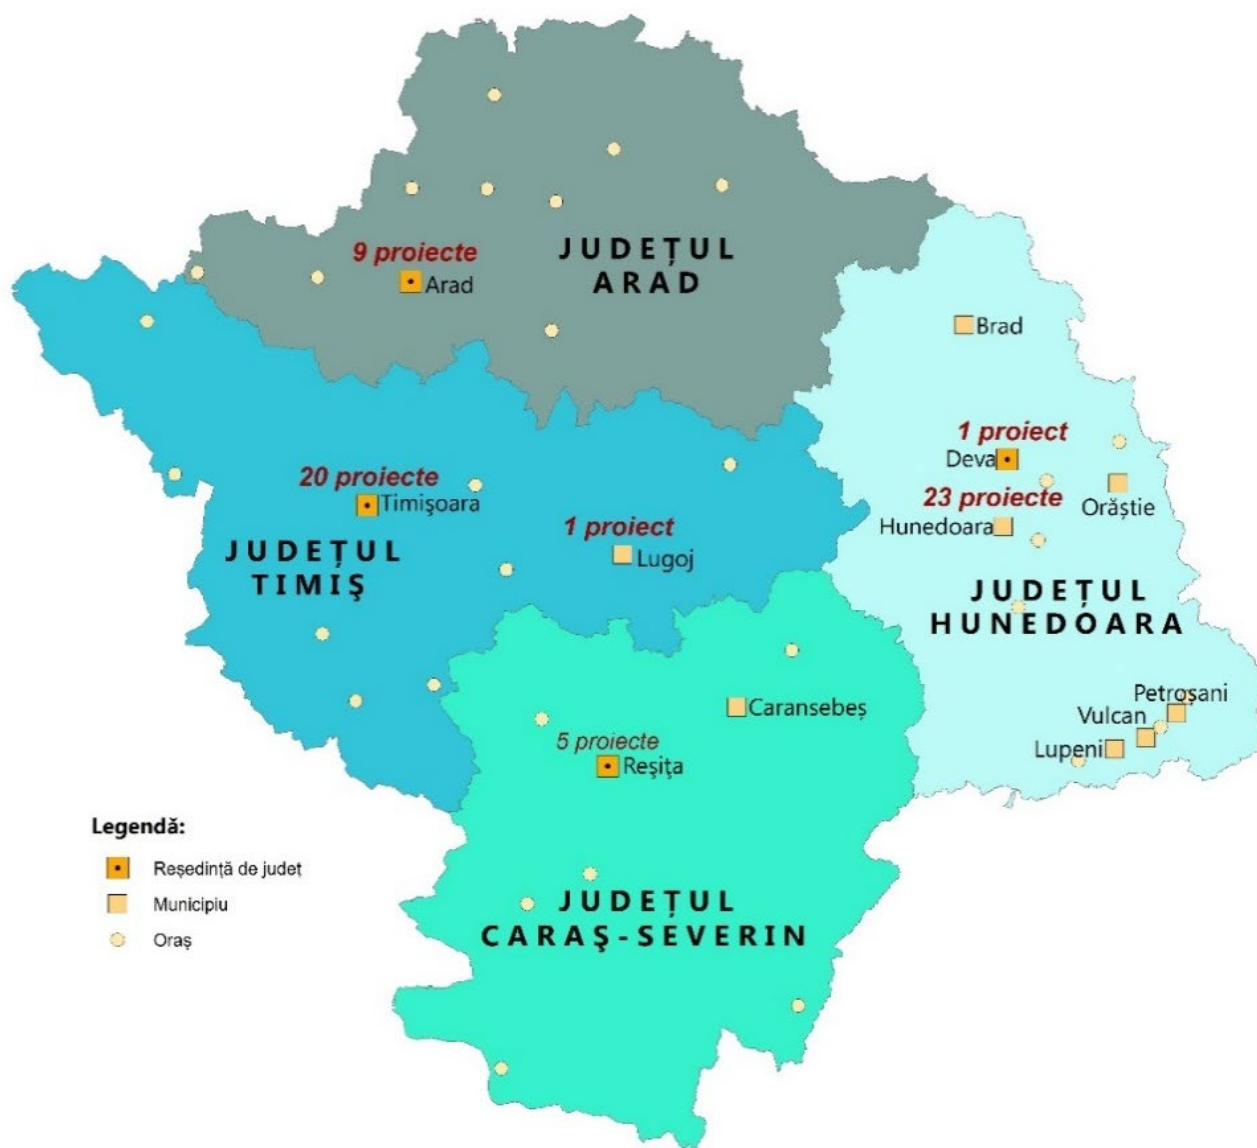 9 proiecte
Arad
JUDEȚUL
ARAD
Brad
1 proiect
Deva
23 proiecte
Hunedoara
Orăștie
20 proiecte
Timişoara
1 proiect
Lugoj
JUDEȚUL
TIMIŞ
JUDEȚUL
HUNEDOARA
Petroșani
Vulcan
Lupeni
Caransebeș
5 proiecte
Reşiţa
Legendă:
Reședință de județ
Municipiu
Oraș
JUDEȚUL
CARAŞ-SEVERIN